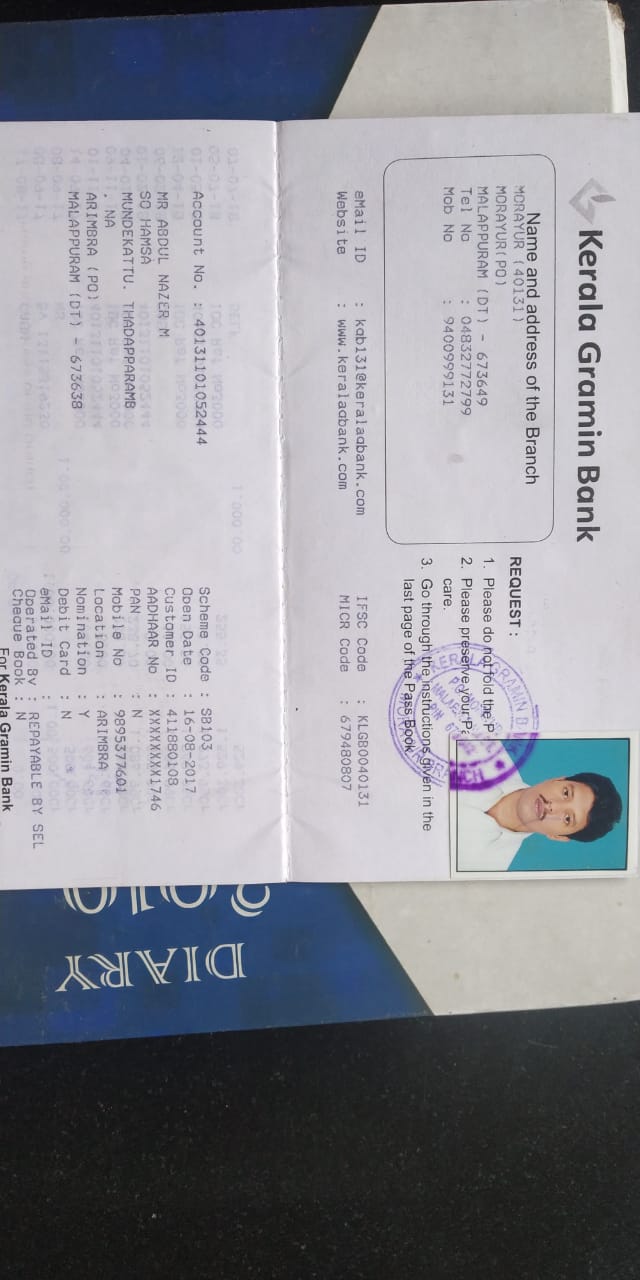 Kerala Gramin Bank
Name and address of the Branch
MORAYUR (40131)
MORAYUR(PO)
MALAPPURAM (DT) - 673649
Tel No : 04832772799
Mob No : 9400999131
REQUEST :
1. Please do not fold the P
2. Please preserve your Pa
care.
3. Go through the instructions given in the
last page of the Pass Book
eMail ID : kgb131@keralagbank.com
Website : www.keralagbank.com
IFSC Code : KLGB0040131
MICR Code : 679480807
Account No. : 40131101052444
MR ABDUL NAZER M
SO HAMSA
MUNDEKATTU. THADAPPARAMB
. NA
ARIMBRA (PO)
MALAPPURAM (DT) - 673638
Scheme Code : SB103
Open Date : 16-08-2017
Customer ID : 411880108
AADHAAR No : XXXXXXXX1746
PAN : N
Mobile No : 9895377601
Location : ARIMBRA
Nomination : Y
Debit Card : N
eMail ID :
Operated By : REPAYABLE BY SEL
Cheque Book : N
For Kerala Gramin Bank
KERALA GRAMIN B
DIARY